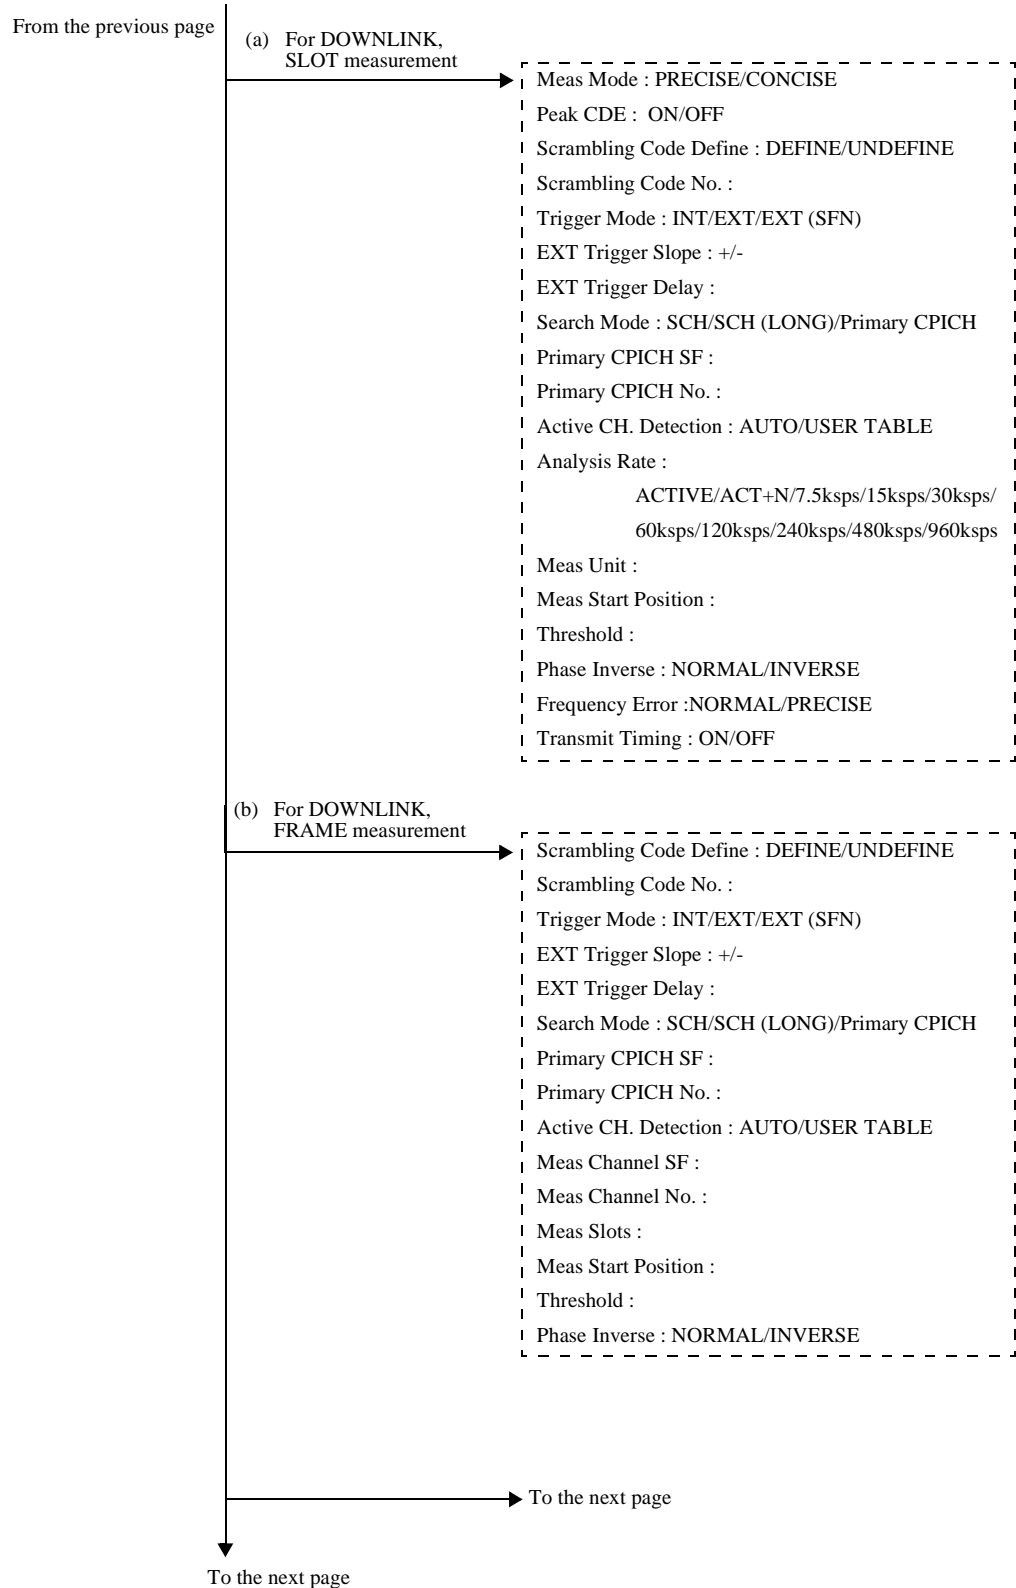 From the previous page
(a) For DOWNLINK,
SLOT measurement
Meas Mode : PRECISE/CONCISE
Peak CDE : ON/OFF
Scrambling Code Define : DEFINE/UNDEFINE
Scrambling Code No. :
Trigger Mode : INT/EXT/EXT (SFN)
EXT Trigger Slope : +/-
EXT Trigger Delay :
Search Mode : SCH/SCH (LONG)/Primary CPICH
Primary CPICH SF :
Primary CPICH No. :
Active CH. Detection : AUTO/USER TABLE
Analysis Rate :
ACTIVE/ACT+N/7.5ksps/15ksps/30ksps/
60ksps/120ksps/240ksps/480ksps/960ksps
Meas Unit :
Meas Start Position :
Threshold :
Phase Inverse : NORMAL/INVERSE
Frequency Error :NORMAL/PRECISE
Transmit Timing : ON/OFF
(b) For DOWNLINK,
FRAME measurement
Scrambling Code Define : DEFINE/UNDEFINE
Scrambling Code No. :
Trigger Mode : INT/EXT/EXT (SFN)
EXT Trigger Slope : +/-
EXT Trigger Delay :
Search Mode : SCH/SCH (LONG)/Primary CPICH
Primary CPICH SF :
Primary CPICH No. :
Active CH. Detection : AUTO/USER TABLE
Meas Channel SF :
Meas Channel No. :
Meas Slots :
Meas Start Position :
Threshold :
Phase Inverse : NORMAL/INVERSE
To the next page
To the next page